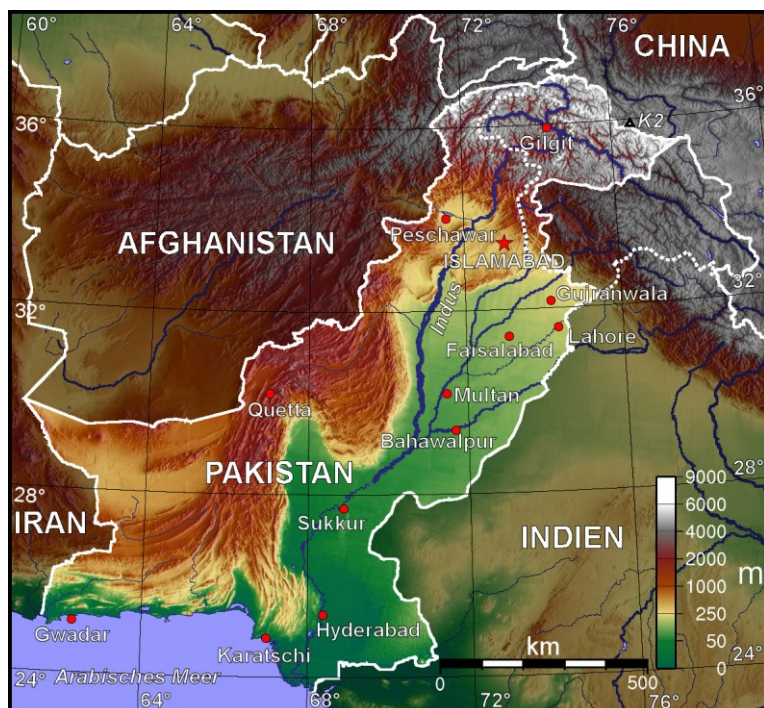 60°
64°
68°
72°
76°
CHINA
36°
36°
K2
Gilgit
AFGHANISTAN
Peschawar
ISLAMABAD
32°
32°
Indus
Gujranwala
Lahore
Faisalabad
Quetta
Multan
Bahawalpur
PAKISTAN
28°
28°
IRAN
Sukkur
INDIEN
9000
6000
4000
2000
1000
250
50
0
m
Gwadar
Karatschi
Hyderabad
km
0
500
24°
24°
Arabisches Meer
64°
68°
72°
76°